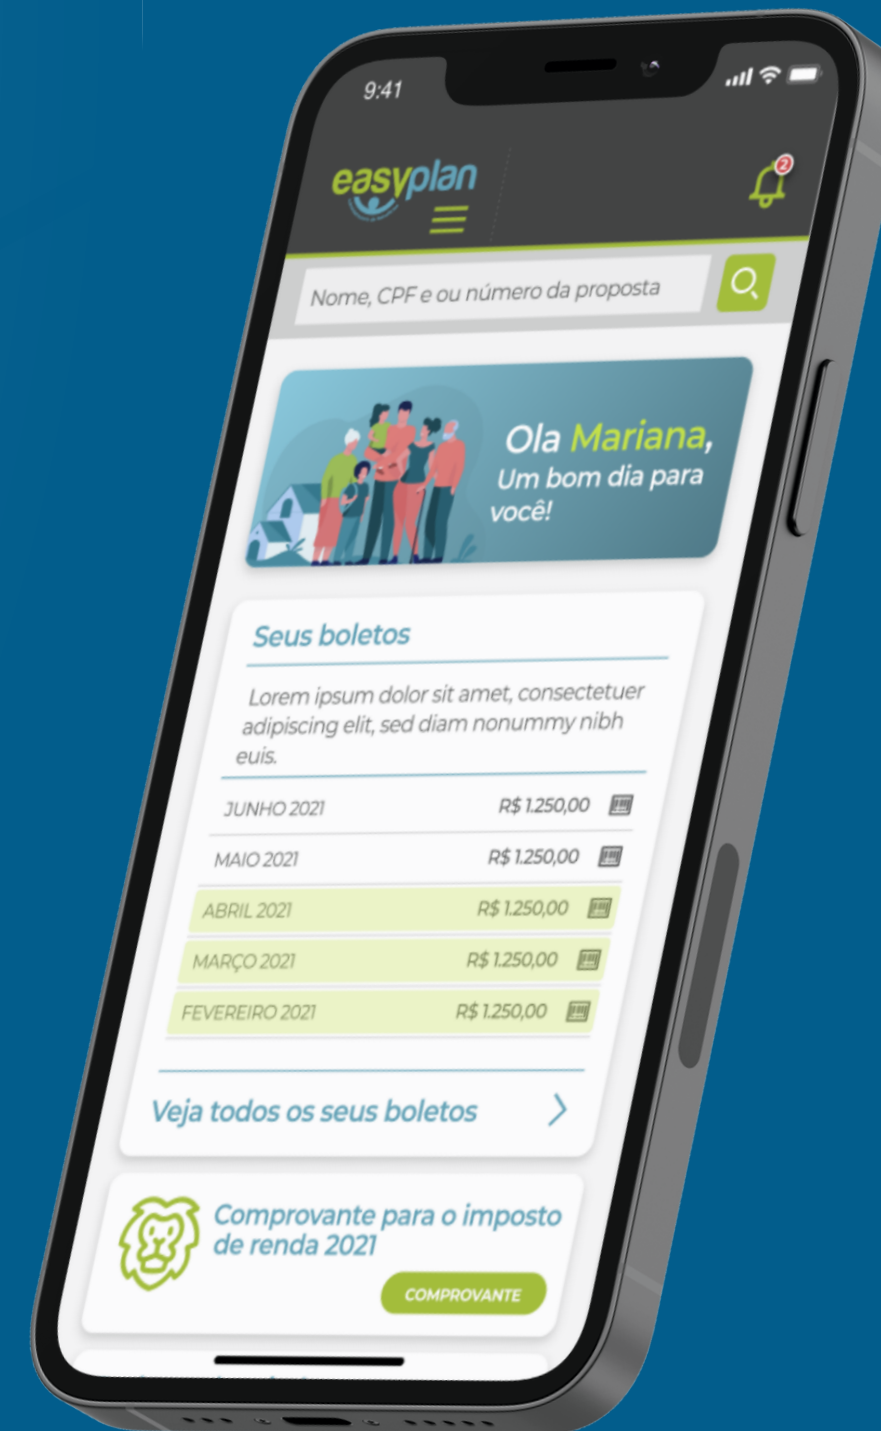 9:41
easyplan
2
Nome, CPF e ou número da proposta
Ola Mariana,
Um bom dia para
você!
Seus boletos
Lorem ipsum dolor sit amet, consectetuer
adipiscing elit, sed diam nonummy nibh
euis.
JUNHO 2021 R$ 1.250,00
MAIO 2021 R$ 1.250,00
ABRIL 2021 R$ 1.250,00
MARÇO 2021 R$ 1.250,00
FEVEREIRO 2021 R$ 1.250,00
Veja todos os seus boletos
Comprovante para o imposto
de renda 2021
COMPROVANTE